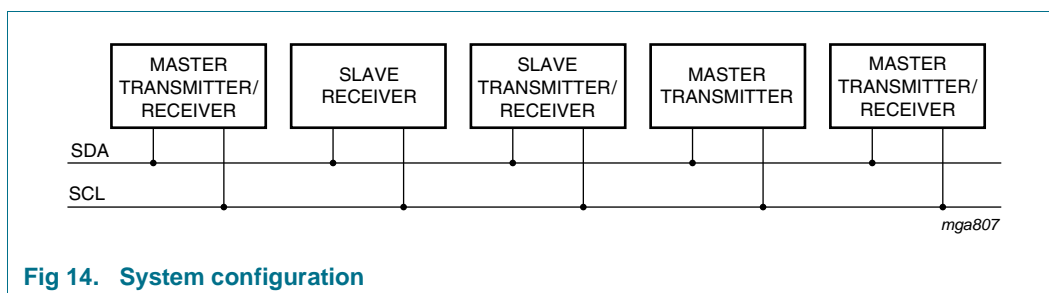 MASTER
TRANSMITTER/
RECEIVER
SLAVE
RECEIVER
SLAVE
TRANSMITTER/
RECEIVER
MASTER
TRANSMITTER
MASTER
TRANSMITTER/
RECEIVER
SDA
SCL
mga807
Fig 14. System configuration